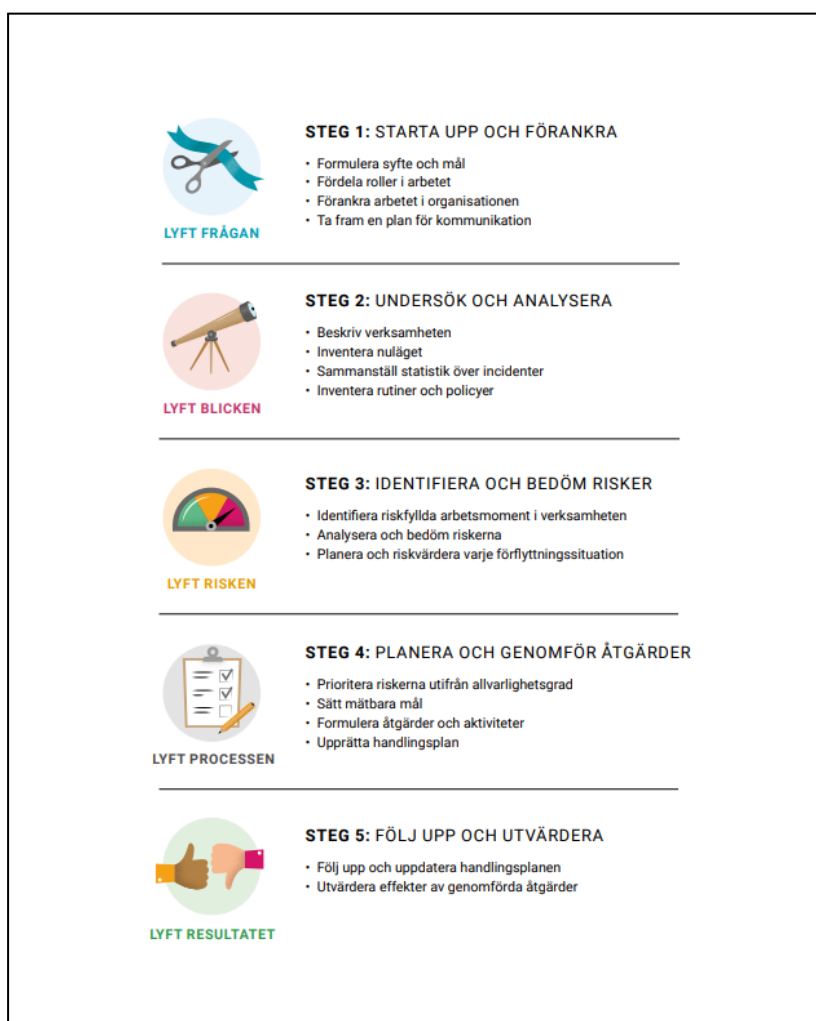 STEG 1: STARTA UPP OCH FÖRANKRA
• Formulera syfte och mål
• Fördela roller i arbetet
• Förankra arbetet i organisationen
• Ta fram en plan för kommunikation
LYFT FRÅGAN
STEG 2: UNDERSÖK OCH ANALYSERA
• Beskriv verksamheten
• Inventera nuläget
• Sammanställ statistik över incidenter
• Inventera rutiner och policyer
LYFT BLICKEN
STEG 3: IDENTIFIERA OCH BEDÖM RISKER
• Identifiera riskfyllda arbetsmoment i verksamheten
• Analysera och bedöm riskerna
• Planera och riskvärdera varje förflyttningssituation
LYFT RISKEN
STEG 4: PLANERA OCH GENOMFÖR ÅTGÄRDER
• Prioritera riskerna utifrån allvarlighetsgrad
• Sätt mätbara mål
• Formulera åtgärder och aktiviteter
• Upprätta handlingsplan
LYFT PROCESSEN
STEG 5: FÖLJ UPP OCH UTVÄRDERA
• Följ upp och uppdatera handlingsplanen
• Utvärdera effekter av genomförda åtgärder
LYFT RESULTATET